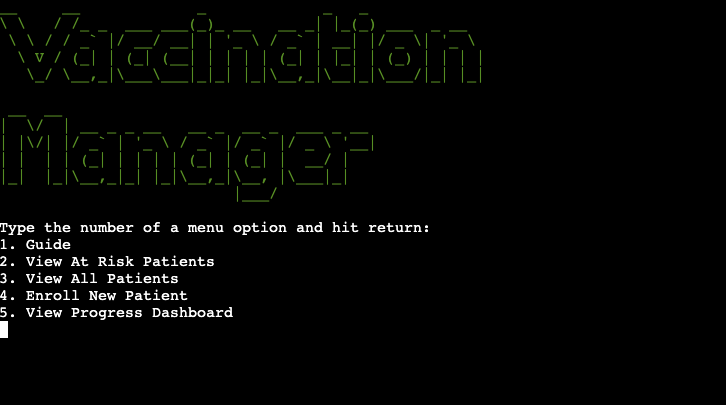 Vaccination
Manager
Type the number of a menu option and hit return:
1. Guide
2. View At Risk Patients
3. View All Patients
4. Enroll New Patient
5. View Progress Dashboard